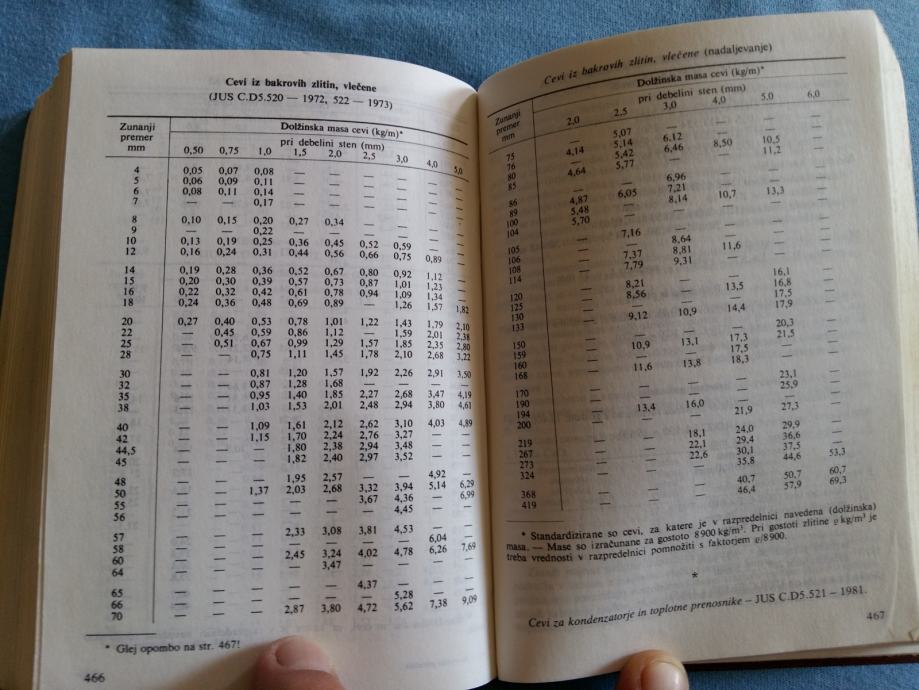 Cevi iz bakrovih zlitin, vlečene
(JUS C.D5.520 — 1972, 522 — 1973)
Zunanji premer mm
Dolžinska masa cevi (kg/m)*
pri debelini sten (mm)
0,50 0,75 1,0 1,5 2,0 2,5 3,0 4,0 5,0
4 0,05 0,07 0,08 — — — — — —
5 0,06 0,09 0,11 — — — — — —
6 0,08 0,11 0,14 — — — — — —
7 — — 0,17 — — — — — —
8 0,10 0,15 0,20 0,27 0,34 — — — —
9 — — 0,22 — — — — — —
10 0,13 0,19 0,25 0,36 0,45 0,52 0,59 — —
12 0,16 0,24 0,31 0,44 0,56 0,66 0,75 0,89 —
14 0,19 0,28 0,36 0,52 0,67 0,80 0,92 1,12 —
15 0,20 0,30 0,39 0,57 0,73 0,87 1,01 1,23 —
16 0,22 0,32 0,42 0,61 0,78 0,94 1,09 1,34 —
18 0,24 0,36 0,48 0,69 0,89 — 1,26 1,57 1,82
20 0,27 0,40 0,53 0,78 1,01 1,22 1,43 1,79 2,10
22 — 0,45 0,59 0,86 1,12 — 1,59 2,01 2,38
25 — 0,51 0,67 0,99 1,29 1,57 1,85 2,35 2,80
28 — — 0,75 1,11 1,45 1,78 2,10 2,68 3,22
30 — — 0,81 1,20 1,57 1,92 2,26 2,91 3,50
32 — — 0,87 1,28 1,68 — — — —
35 — — 0,95 1,40 1,85 2,27 2,68 3,47 4,19
38 — — 1,03 1,53 2,01 2,48 2,94 3,80 4,61
40 — — 1,09 1,61 2,12 2,62 3,10 4,03 4,89
42 — — 1,15 1,70 2,24 2,76 3,27 — —
44,5 — — — 1,80 2,38 2,94 3,48 — —
45 — — — 1,82 2,40 2,97 3,52 — —
48 — — — 1,95 2,57 — — 4,92 —
50 — — 1,37 2,03 2,68 3,32 3,94 5,14 6,29
55 — — — — — 3,67 4,36 — 6,99
56 — — — — — — 4,45 — —
57 — — — 2,33 3,08 3,81 4,53 — —
58 — — — — — — — 6,04 —
60 — — — 2,45 3,24 4,02 4,78 6,26 7,69
64 — — — — 3,47 — — — —
65 — — — — — 4,37 — — —
66 — — — — — — 5,28 — —
70 — — — 2,87 3,80 4,72 5,62 7,38 9,09
* Glej opombo na str. 467!
466
Cevi iz bakrovih zlitin, vlečene (nadaljevanje)
Zunanji premer mm
Dolžinska masa cevi (kg/m)*
pri debelini sten (mm)
2,0 2,5 3,0 4,0 5,0 6,0
75 — 5,07 — — — —
76 4,14 5,14 6,12 — — —
80 — 5,42 6,46 8,50 10,5 —
85 4,64 5,77 — — 11,2 —
86 — — 6,96 — — —
89 4,87 6,05 7,21 — — —
100 5,48 — 8,14 10,7 13,3 —
104 5,70 — — — — —
105 — 7,16 — — — —
106 — — 8,64 — — —
108 — 7,37 8,81 11,6 — —
114 — 7,79 9,31 — — —
120 — 8,21 — — 16,1 —
125 — 8,56 — 13,5 16,8 —
130 — — — — 17,5 —
133 — 9,12 10,9 14,4 17,9 —
150 — — — — 20,3 —
159 — 10,9 13,1 17,3 21,5 —
160 — — — 17,5 — —
168 — 11,6 13,8 18,3 — —
170 — — — — 23,1 —
190 — — — — 25,9 —
194 — 13,4 16,0 — — —
200 — — — 21,9 27,3 —
219 — — 18,1 24,0 29,9 —
267 — — 22,1 29,4 36,6 —
273 — — 22,6 30,1 37,5 —
324 — — — 35,8 44,6 53,3
368 — — — 40,7 50,7 60,7
419 — — — 46,4 57,9 69,3
* Standardizirane so cevi, za katere je v razpredelnici navedena (dolžinska)
masa. — Mase so izračunane za gostoto 8900 kg/m³. Pri gostoti zlitine ϱ kg/m³ je
treba vrednosti v razpredelnici pomnožiti s faktorjem ϱ/8900.
*
Cevi za kondenzatorje in toplotne prenosnike – JUS C.D5.521 – 1981.
467